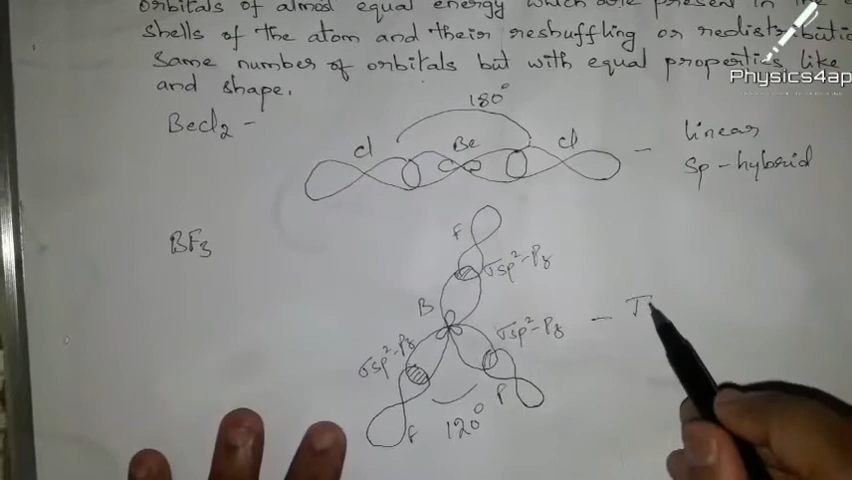 orbitals of almost equal energy which are present in the
shells of the atom and their reshuffling or redistributio
Same number of orbitals but with equal properties like
and shape.
Physics4ap
BeCl2 -
180°
Cl
Be
Cl
- linear
Sp-hybrid
BF3
F
σsp²-Pz
B
σsp²-Pz
σsp²-Pz
F
120°
F
- T